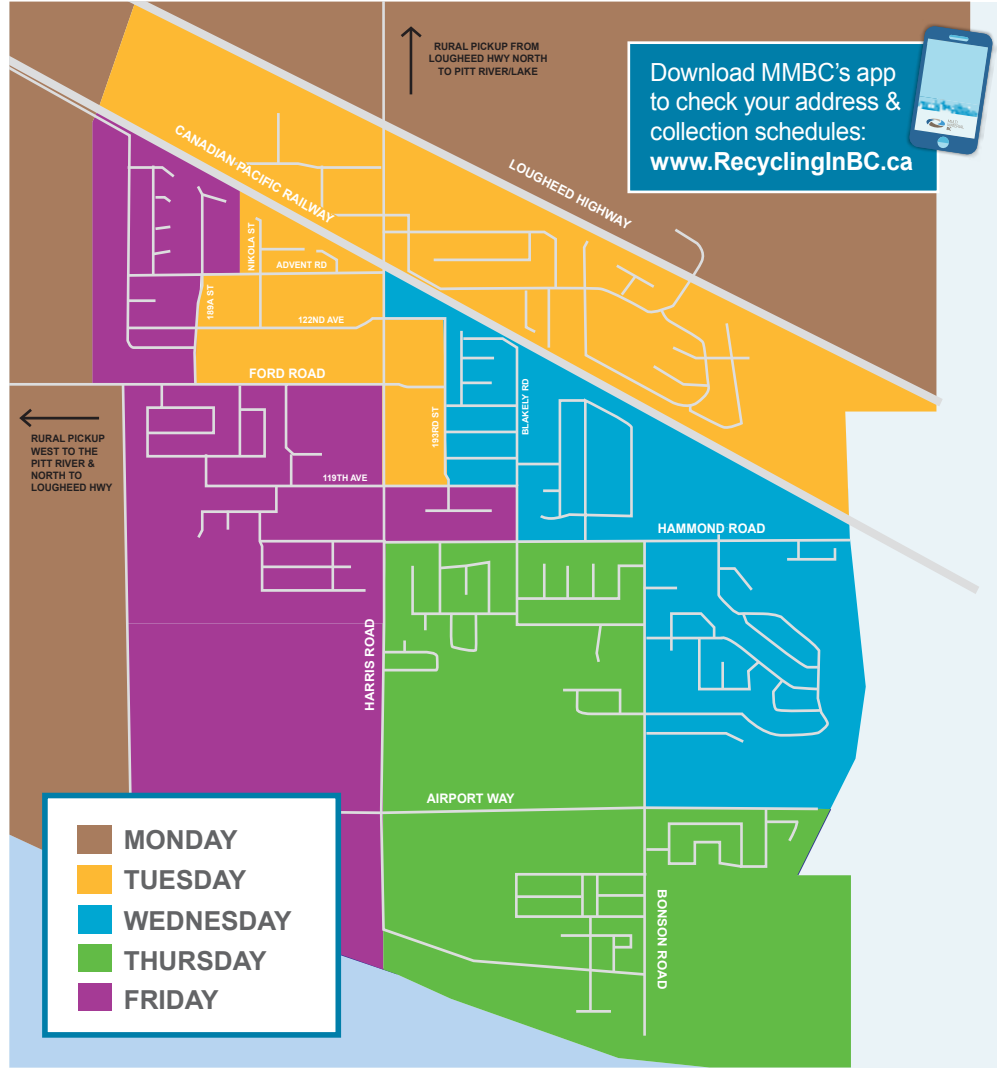 RURAL PICKUP FROM
LOUGHEED HWY NORTH
TO PITT RIVER/LAKE
Download MMBC's app
to check your address &
collection schedules:
www.RecyclingInBC.ca
CANADIAN PACIFIC RAILWAY
LOUGHEED HIGHWAY
NIKOLA ST
ADVENT RD
189A ST
122ND AVE
FORD ROAD
BLAKELY RD
193RD ST
RURAL PICKUP
WEST TO THE
PITT RIVER &
NORTH TO
LOUGHEED HWY
119TH AVE
HAMMOND ROAD
HARRIS ROAD
AIRPORT WAY
BONSON ROAD
MONDAY
TUESDAY
WEDNESDAY
THURSDAY
FRIDAY